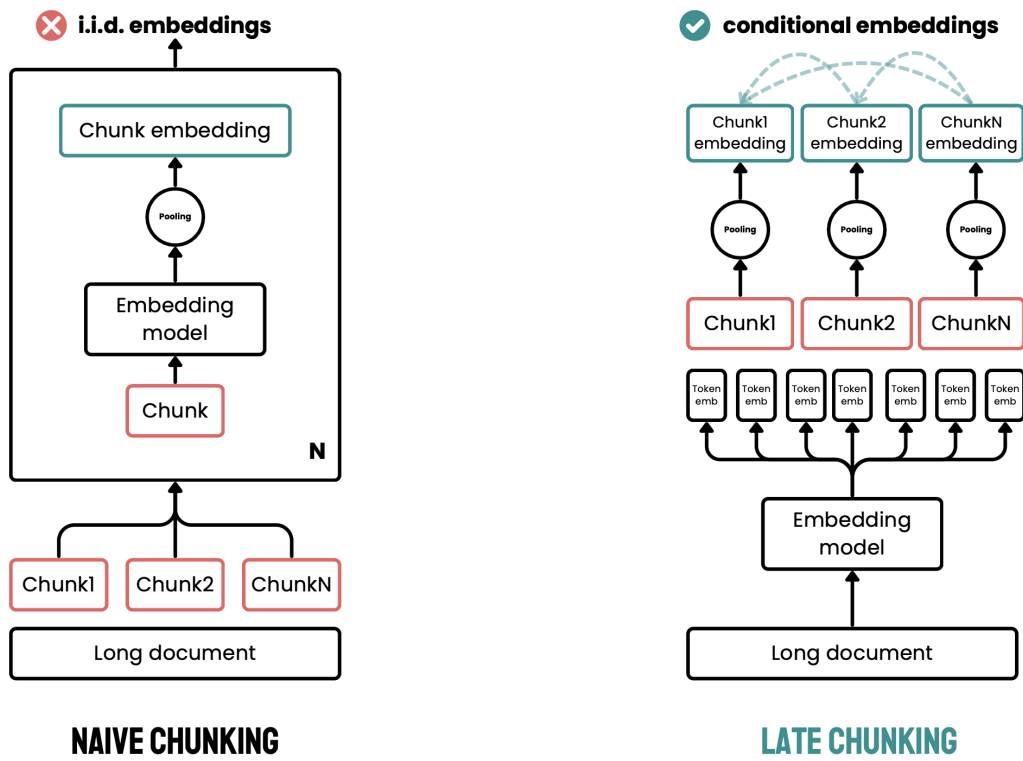 i.i.d. embeddings
Chunk embedding
Pooling
Embedding
model
Chunk
N
Chunk1
Chunk2
ChunkN
Long document
NAIVE CHUNKING
conditional embeddings
Chunk1
embedding
Chunk2
embedding
ChunkN
embedding
Pooling
Pooling
Pooling
Chunk1
Chunk2
ChunkN
Token
emb
Token
emb
Token
emb
Token
emb
Token
emb
Token
emb
Token
emb
Embedding
model
Long document
LATE CHUNKING